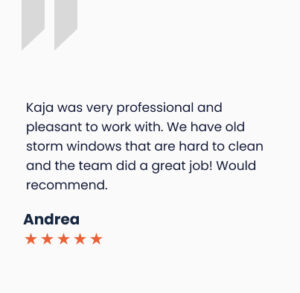 Kaja was very professional and
pleasant to work with. We have old
storm windows that are hard to clean
and the team did a great job! Would
recommend.
Andrea